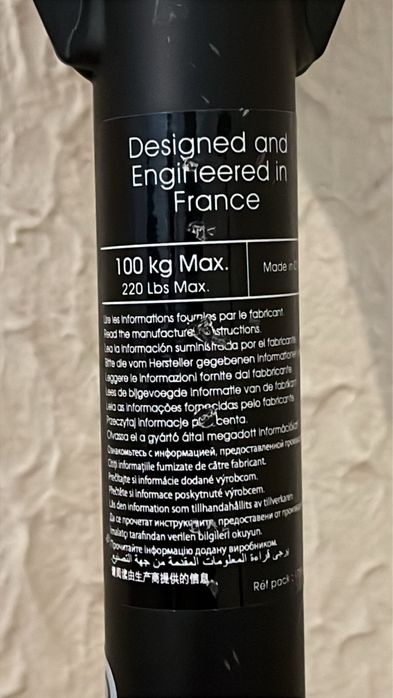 Designed and
Engineered in
France
100 kg Max.
220 Lbs Max.
Made in
Lire les informations fournies par le fabricant.
Read the manufacturer instructions.
Lea la información suministrada por el fabricante
Bitte die vom Hersteller gegebenen Informationen
Leggere le informazioni fornite dal fabbricante
Lees de bijgevoegde informatie van de fabrikant
Leia as informações fornecidas pelo fabricante
Przeczytaj informacje
Olvassa el a gyártó által megadott információkat
Ознакомьтесь с информацией, предоставленной
Citiți informațiile furnizate de către fabricant.
Prečítajte si informácie dodané výrobcom.
Přečtěte si informace poskytnuté výrobcem.
Läs den information som tillhandahållits av tillverkaren
Да се прочетат инструкциите, предоставени от
İmalatçı tarafından verilen bilgileri okuyun.
Прочитайте інформацію додану виробником
يرجى قراءة المعلومات المقدمة من جهة التصنيع
请阅读由生产商提供的信息
Réf pack